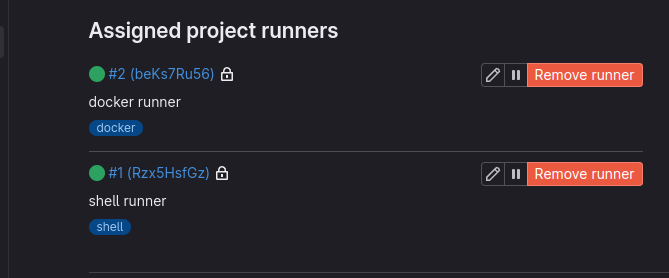 Assigned project runners
#2 (beKs7Ru56)
Remove runner
docker runner
docker
#1 (Rzx5HsfGz)
Remove runner
shell runner
shell